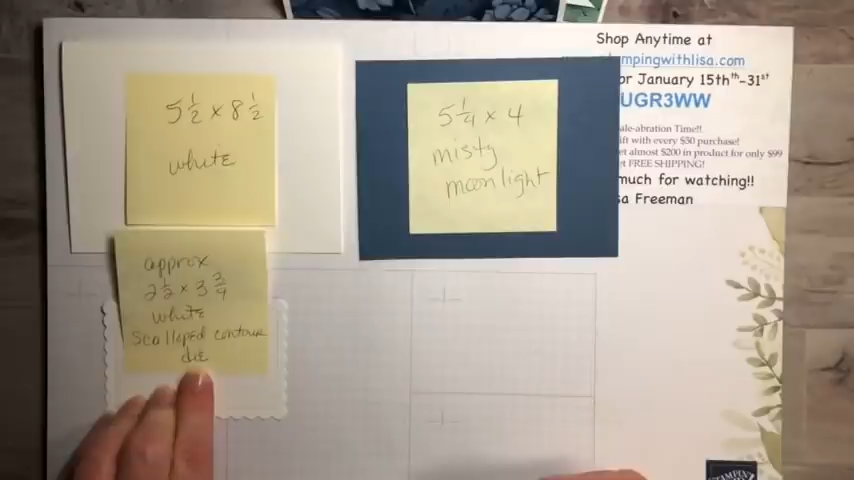 Shop Anytime at
mpingwithlisa.com
or January 15thᵗʰ-31ˢᵗ
UGR3WW
ale-abration Time!!
ift with every $50 purchase!
et almost $200 in product for only $99
et FREE SHIPPING!
much for watching!!
sa Freeman
5 1/2 x 8 1/2
white
5 1/4 x 4
misty
moonlight
approx
2 1/2 x 3 3/4
white
scalloped contour
die
STAMPIN'